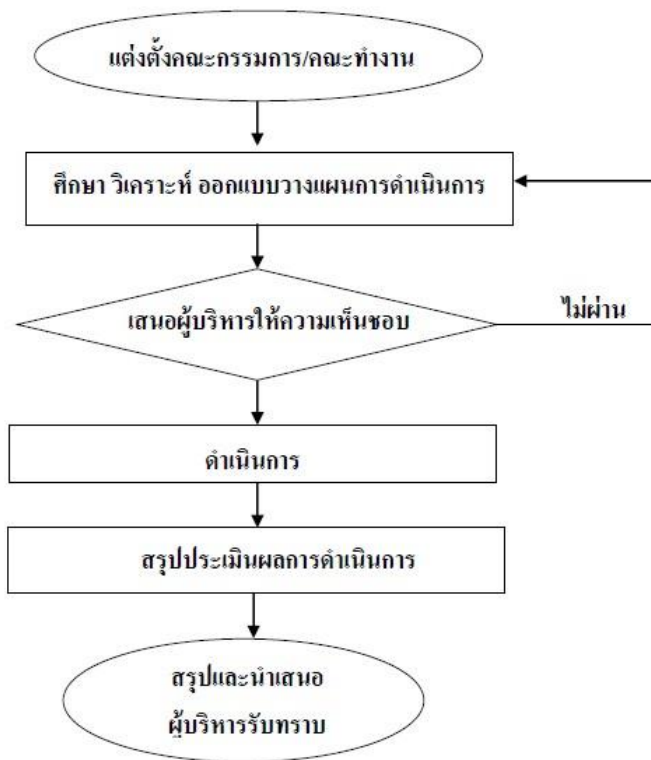 แต่งตั้งคณะกรรมการ/คณะทำงาน
ศึกษา วิเคราะห์ ออกแบบวางแผนการดำเนินการ
เสนอผู้บริหารให้ความเห็นชอบ
ไม่ผ่าน
ดำเนินการ
สรุปประเมินผลการดำเนินการ
สรุปและนำเสนอ
ผู้บริหารรับทราบ